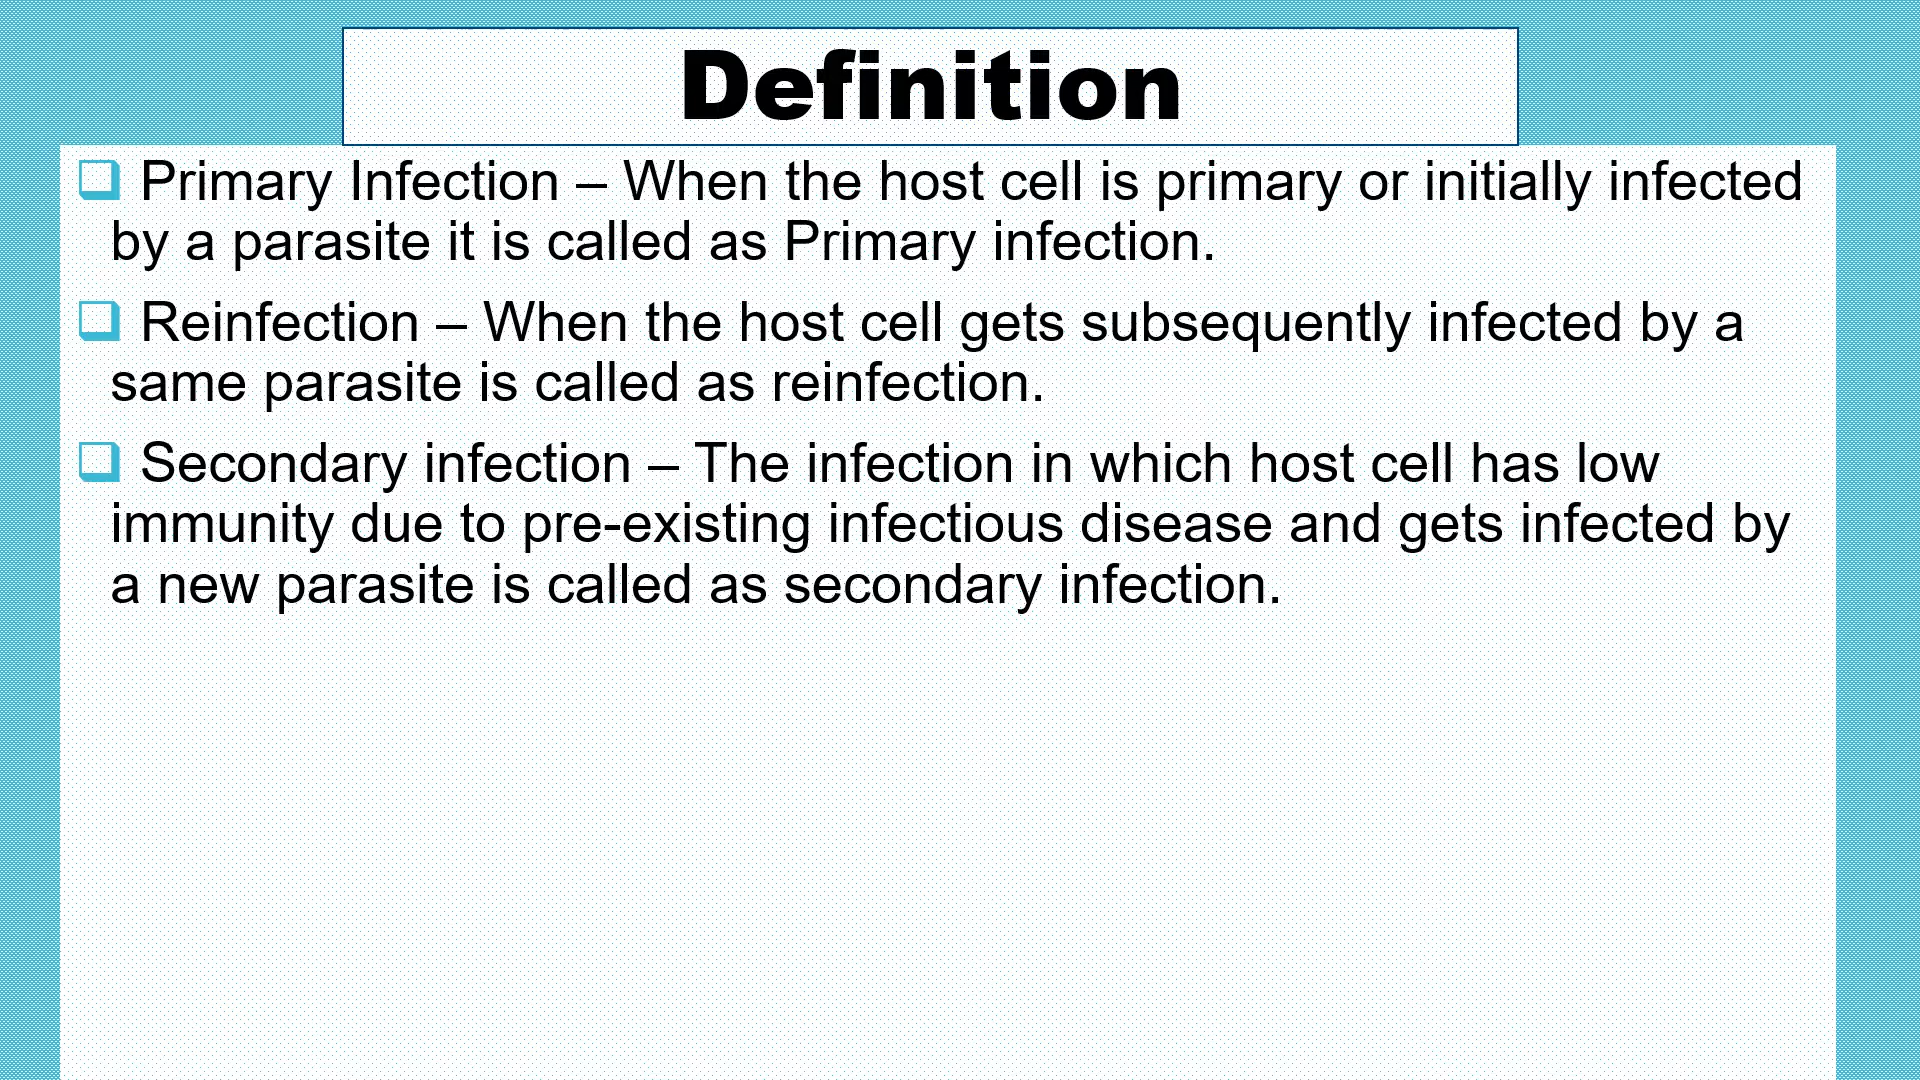 Definition
❑ Primary Infection – When the host cell is primary or initially infected
by a parasite it is called as Primary infection.
❑ Reinfection – When the host cell gets subsequently infected by a
same parasite is called as reinfection.
❑ Secondary infection – The infection in which host cell has low
immunity due to pre-existing infectious disease and gets infected by
a new parasite is called as secondary infection.